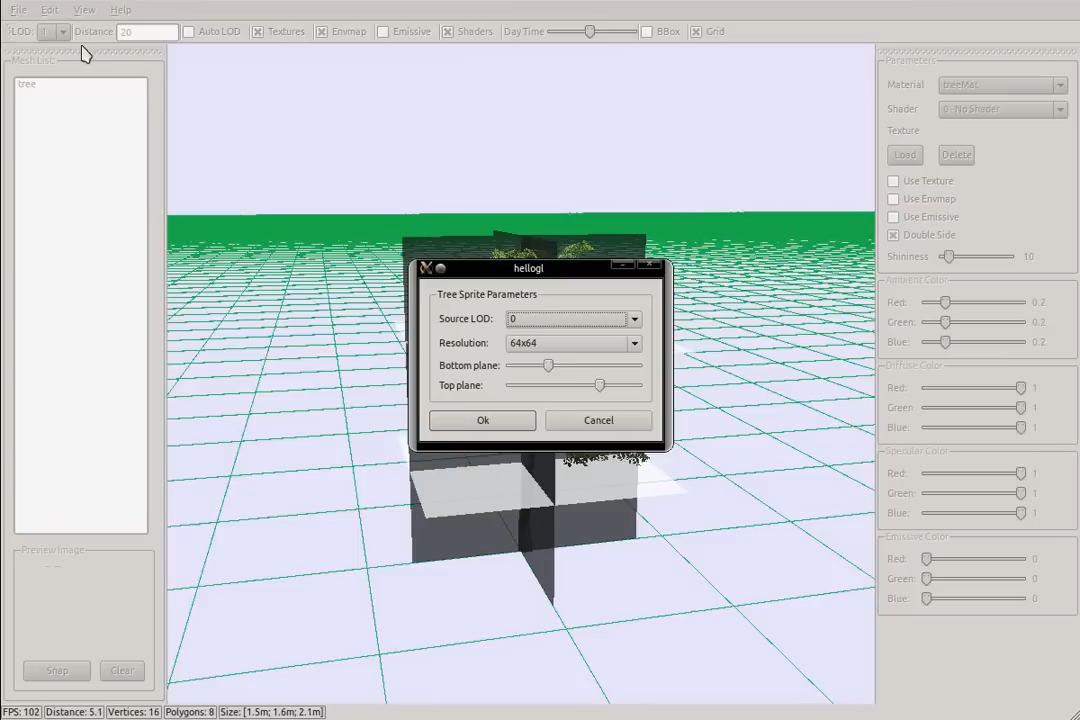 File Edit View Help
LOD: 1 Distance 20 Auto LOD Textures Envmap Emissive Shaders Day Time BBox Grid
Mesh List:
tree
Preview Image
Snap Clear
hellogl
Tree Sprite Parameters
Source LOD: 0
Resolution: 64x64
Bottom plane:
Top plane:
Ok Cancel
Parameters
Material treeMat
Shader 0 - No Shader
Texture
Load Delete
Use Texture
Use Envmap
Use Emissive
Double Side
Shininess 10
Ambient Color
Red: 0.2
Green: 0.2
Blue: 0.2
Diffuse Color
Red: 1
Green 1
Blue: 1
Specular Color
Red: 1
Green: 1
Blue: 1
Emissive Color
Red: 0
Green: 0
Blue: 0
FPS: 102 Distance: 5.1 Vertices: 16 Polygons: 8 Size: [1.5m; 1.6m; 2.1m]